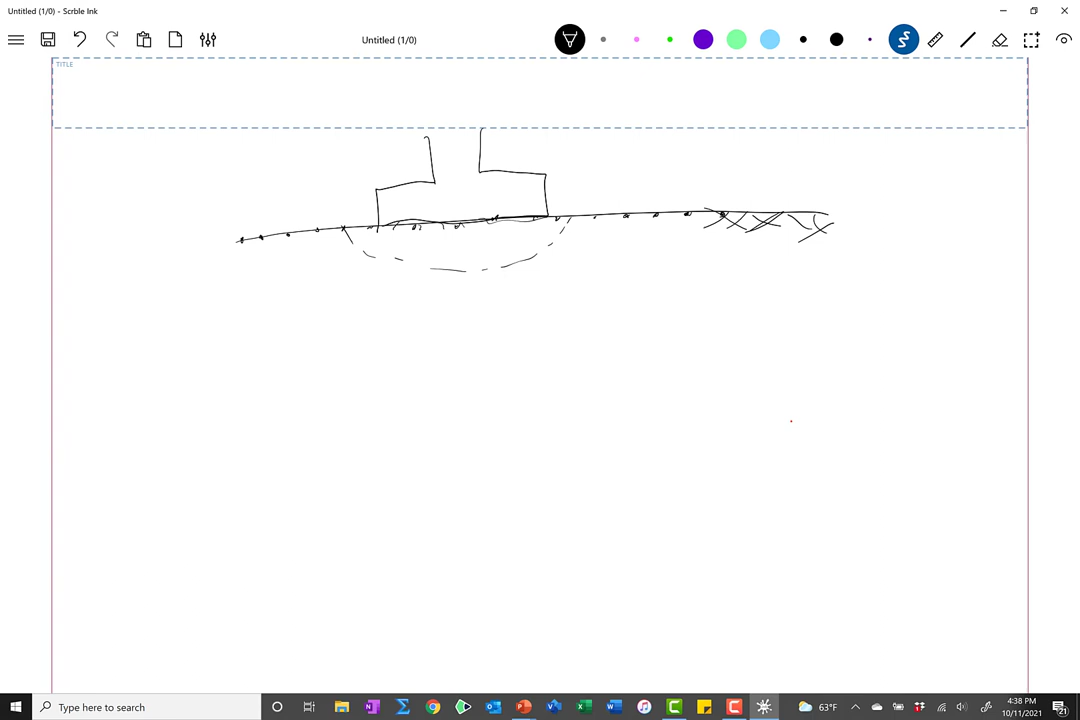 Untitled (1/0) - Scrble Ink
Untitled (1/0)
TITLE
Type here to search
63°F
4:38 PM
10/11/2021
21